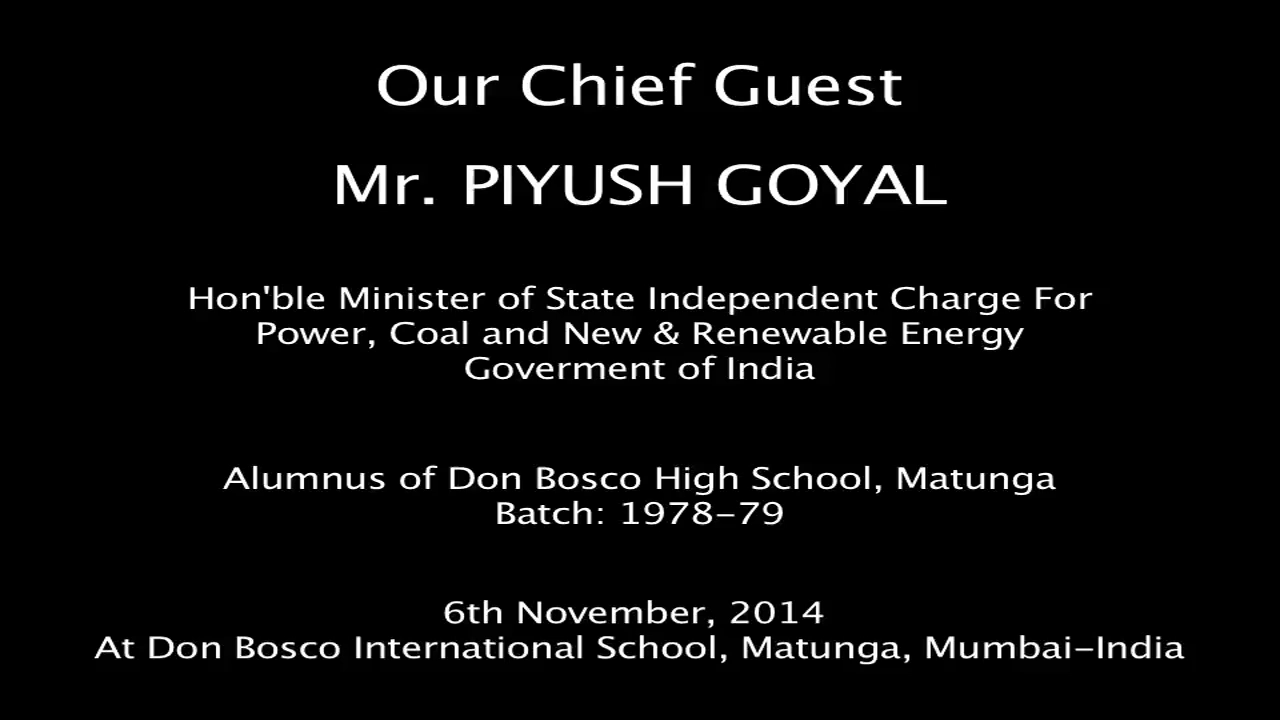 Our Chief Guest
Mr. PIYUSH GOYAL
Hon'ble Minister of State Independent Charge For
Power, Coal and New & Renewable Energy
Goverment of India
Alumnus of Don Bosco High School, Matunga
Batch: 1978-79
6th November, 2014
At Don Bosco International School, Matunga, Mumbai-India